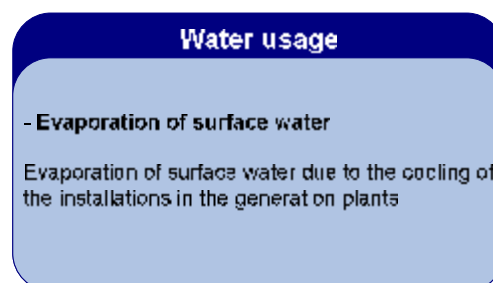 Water usage
- Evaporation of surface water
Evaporation of surface water due to the cooling of
the installations in the generation plants